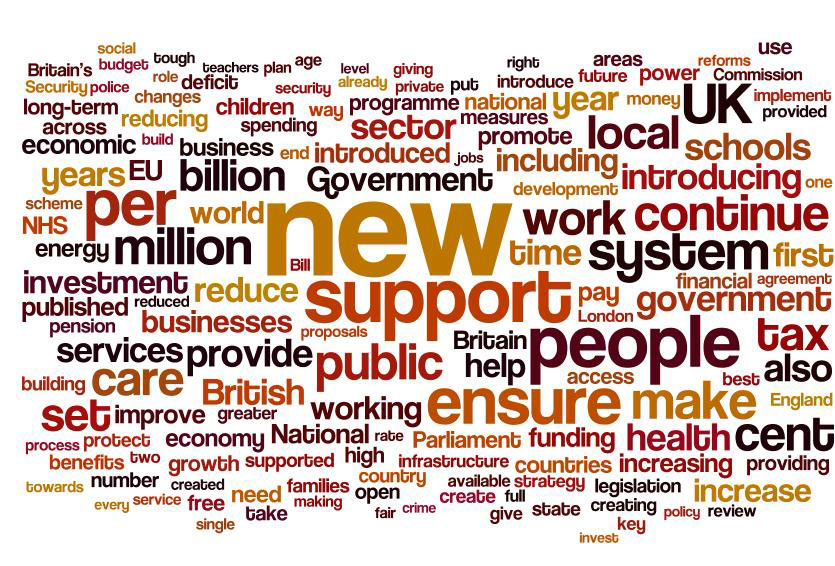 social
Britain's budget tough teachers plan age level giving right areas reforms use
Security police role deficit security already private put introduce future power Commission
long-term changes children way programme national year money UK implement
across reducing spending sector measures promote local provided
economic build business end introduced jobs including schools
years EU billion Government development introducing one
scheme per world new work continue
NHS
energy million Bill time system first
investment published reduced reduce support pay financial agreement government
pension businesses proposals London Britain people tax
services provide public help access best also
building care British ensure make England
set improve greater working
process protect economy National rate Parliament funding health cent
benefits two growth supported high infrastructure countries increasing providing
towards number created families country available strategy legislation increase
every service free need making open create full creating
single take fair crime give state key policy review
invest